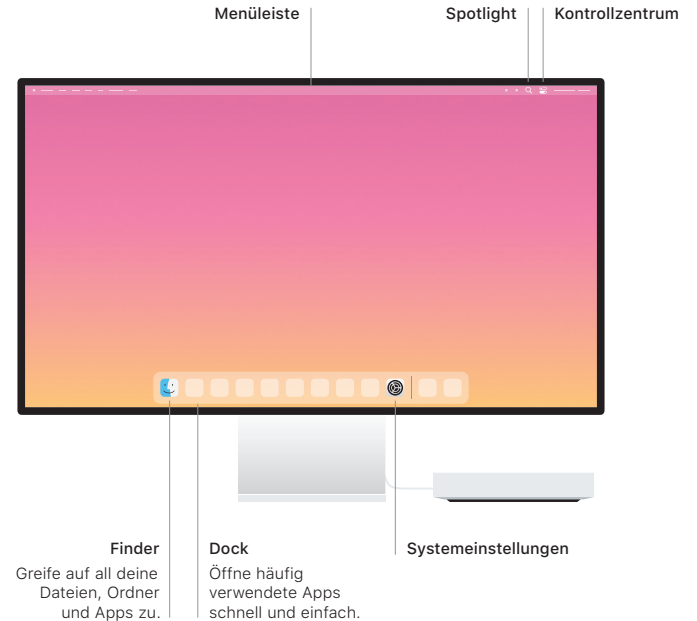 Menüleiste
Spotlight
Kontrollzentrum
Finder
Greife auf all deine
Dateien, Ordner
und Apps zu.
Dock
Öffne häufig
verwendete Apps
schnell und einfach.
Systemeinstellungen